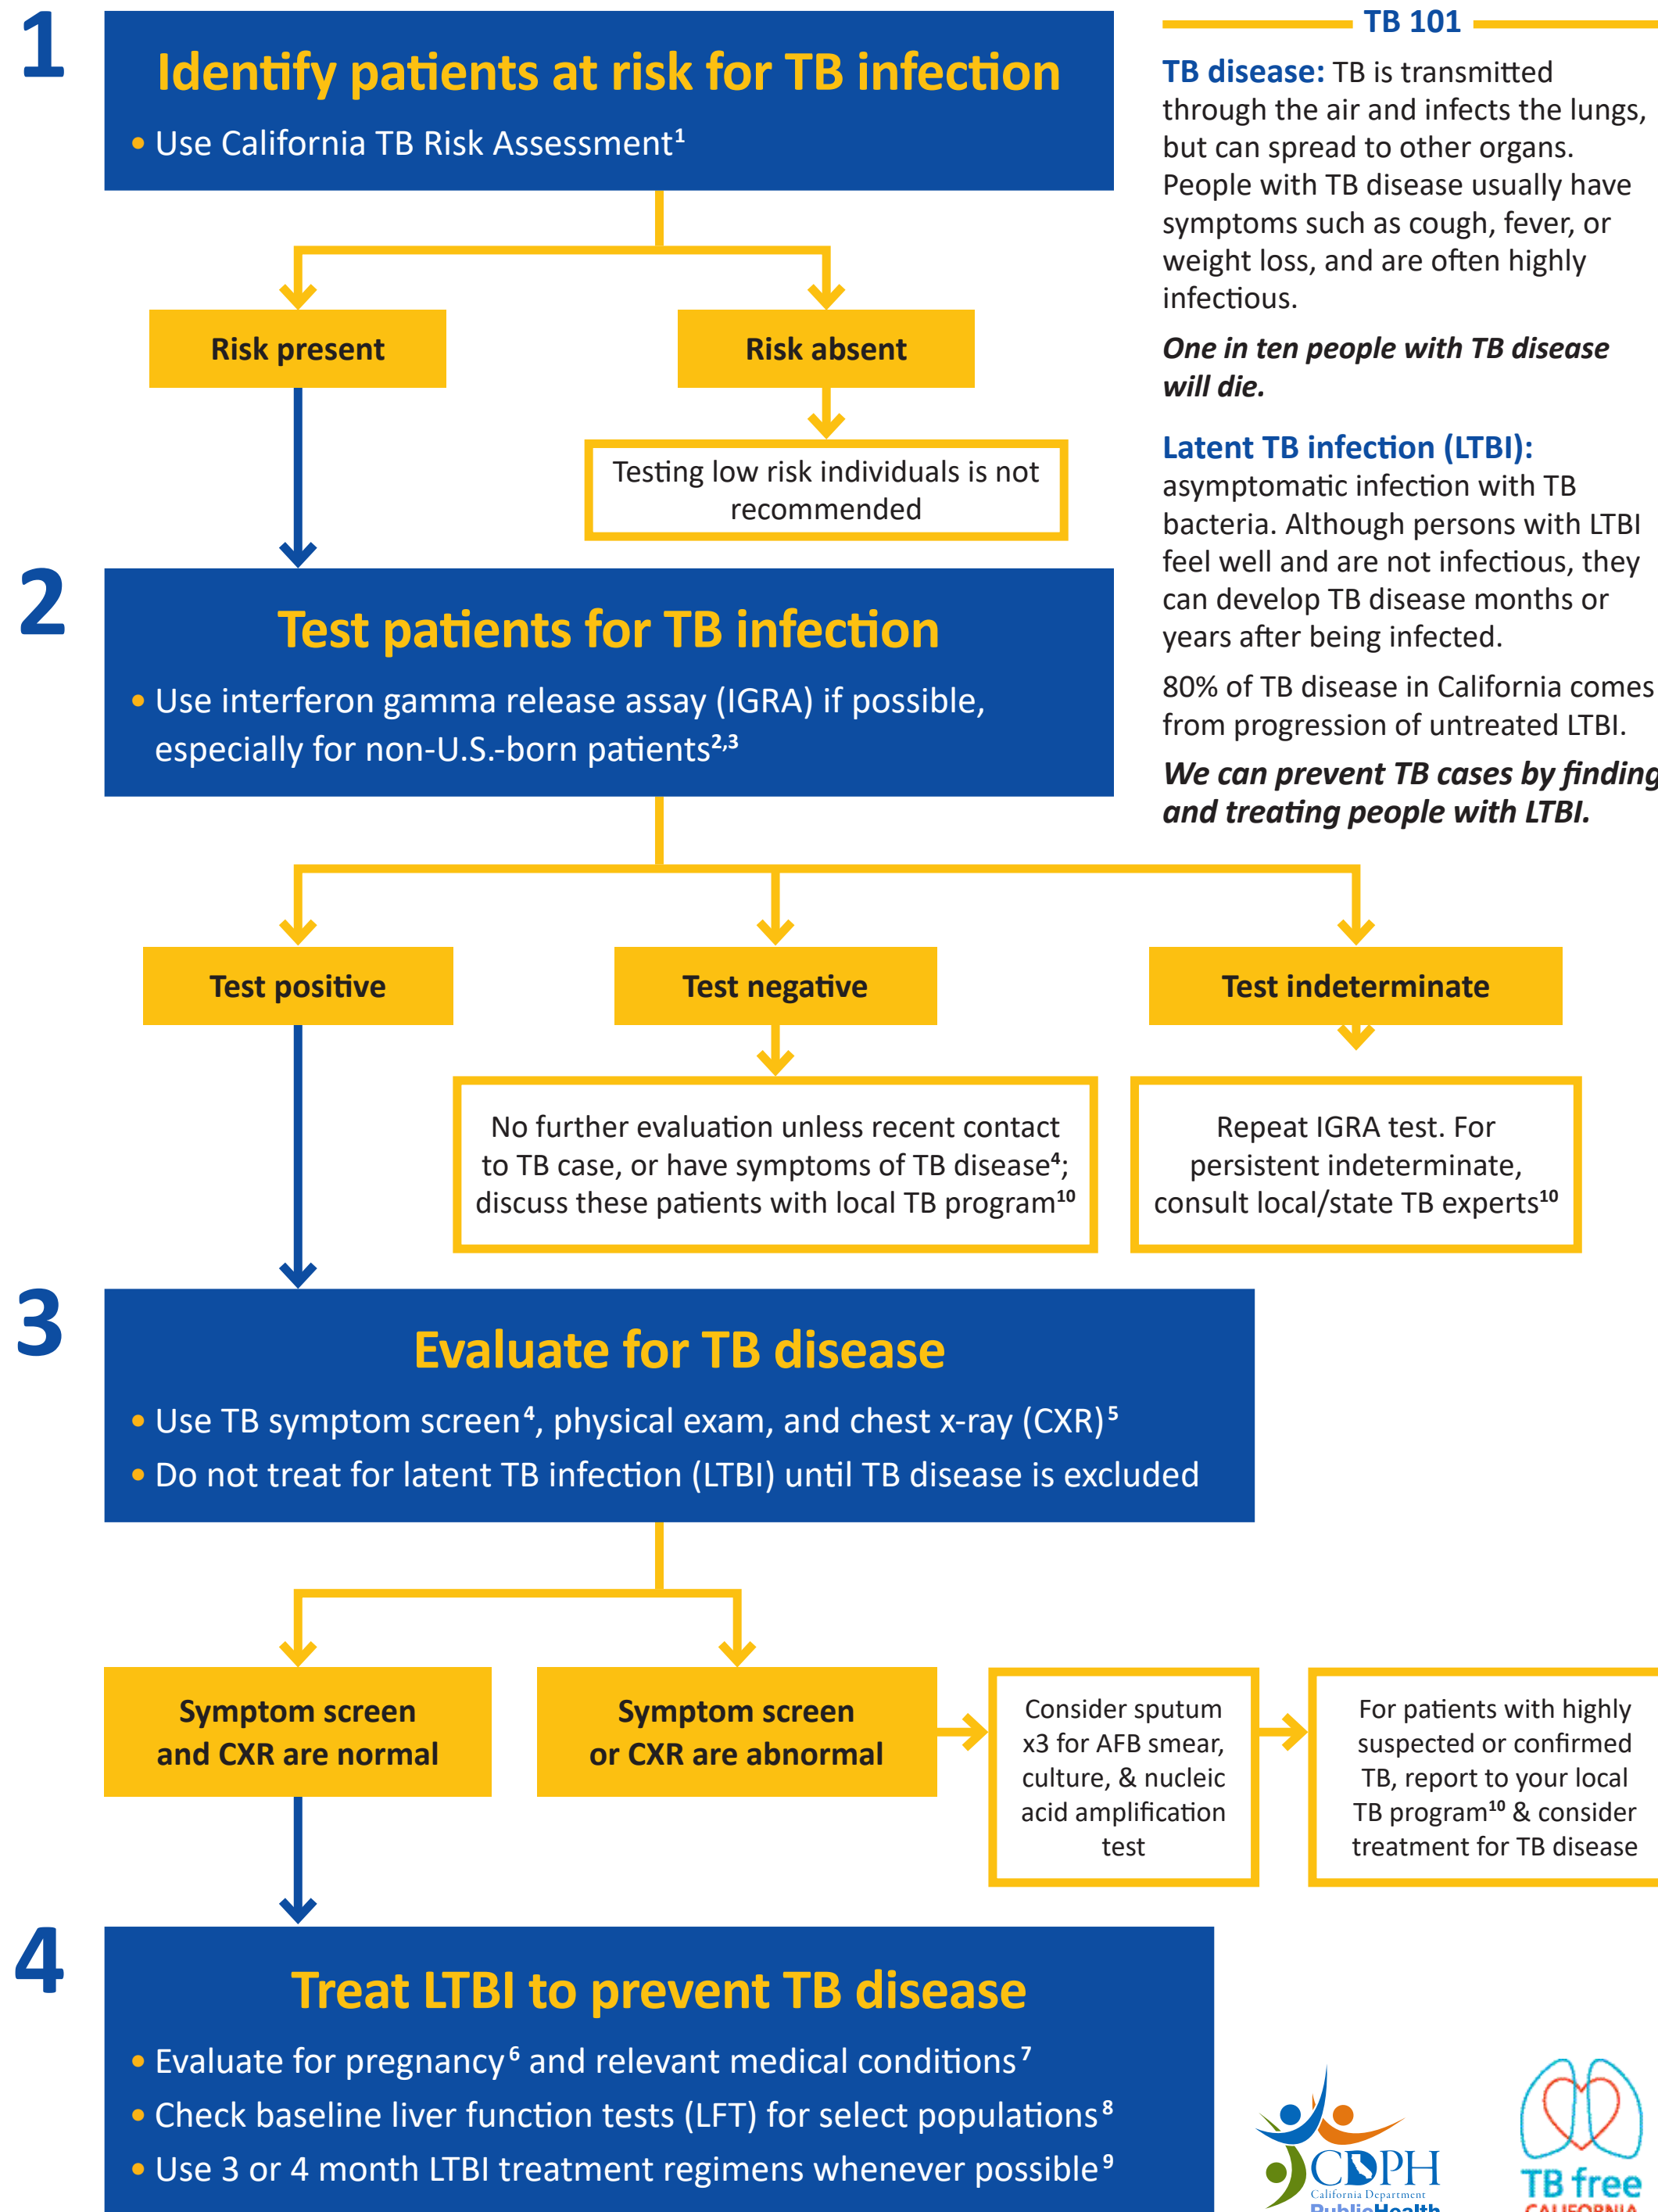 1
Identify patients at risk for TB infection
• Use California TB Risk Assessment¹
Risk present
Risk absent
Testing low risk individuals is not
recommended
TB 101
TB disease: TB is transmitted
through the air and infects the lungs,
but can spread to other organs.
People with TB disease usually have
symptoms such as cough, fever, or
weight loss, and are often highly
infectious.
One in ten people with TB disease
will die.
Latent TB infection (LTBI):
asymptomatic infection with TB
bacteria. Although persons with LTBI
feel well and are not infectious, they
can develop TB disease months or
years after being infected.
80% of TB disease in California comes
from progression of untreated LTBI.
We can prevent TB cases by finding
and treating people with LTBI.
2
Test patients for TB infection
• Use interferon gamma release assay (IGRA) if possible,
especially for non-U.S.-born patients²,³
Test positive
Test negative
Test indeterminate
No further evaluation unless recent contact
to TB case, or have symptoms of TB disease⁴;
discuss these patients with local TB program¹⁰
Repeat IGRA test. For
persistent indeterminate,
consult local/state TB experts¹⁰
3
Evaluate for TB disease
• Use TB symptom screen⁴, physical exam, and chest x-ray (CXR)⁵
• Do not treat for latent TB infection (LTBI) until TB disease is excluded
Symptom screen
and CXR are normal
Symptom screen
or CXR are abnormal
Consider sputum
x3 for AFB smear,
culture, & nucleic
acid amplification
test
For patients with highly
suspected or confirmed
TB, report to your local
TB program¹⁰ & consider
treatment for TB disease
4
Treat LTBI to prevent TB disease
• Evaluate for pregnancy⁶ and relevant medical conditions⁷
• Check baseline liver function tests (LFT) for select populations⁸
• Use 3 or 4 month LTBI treatment regimens whenever possible⁹
CDPH
California Department
PublicHealth
TB free
CALIFORNIA